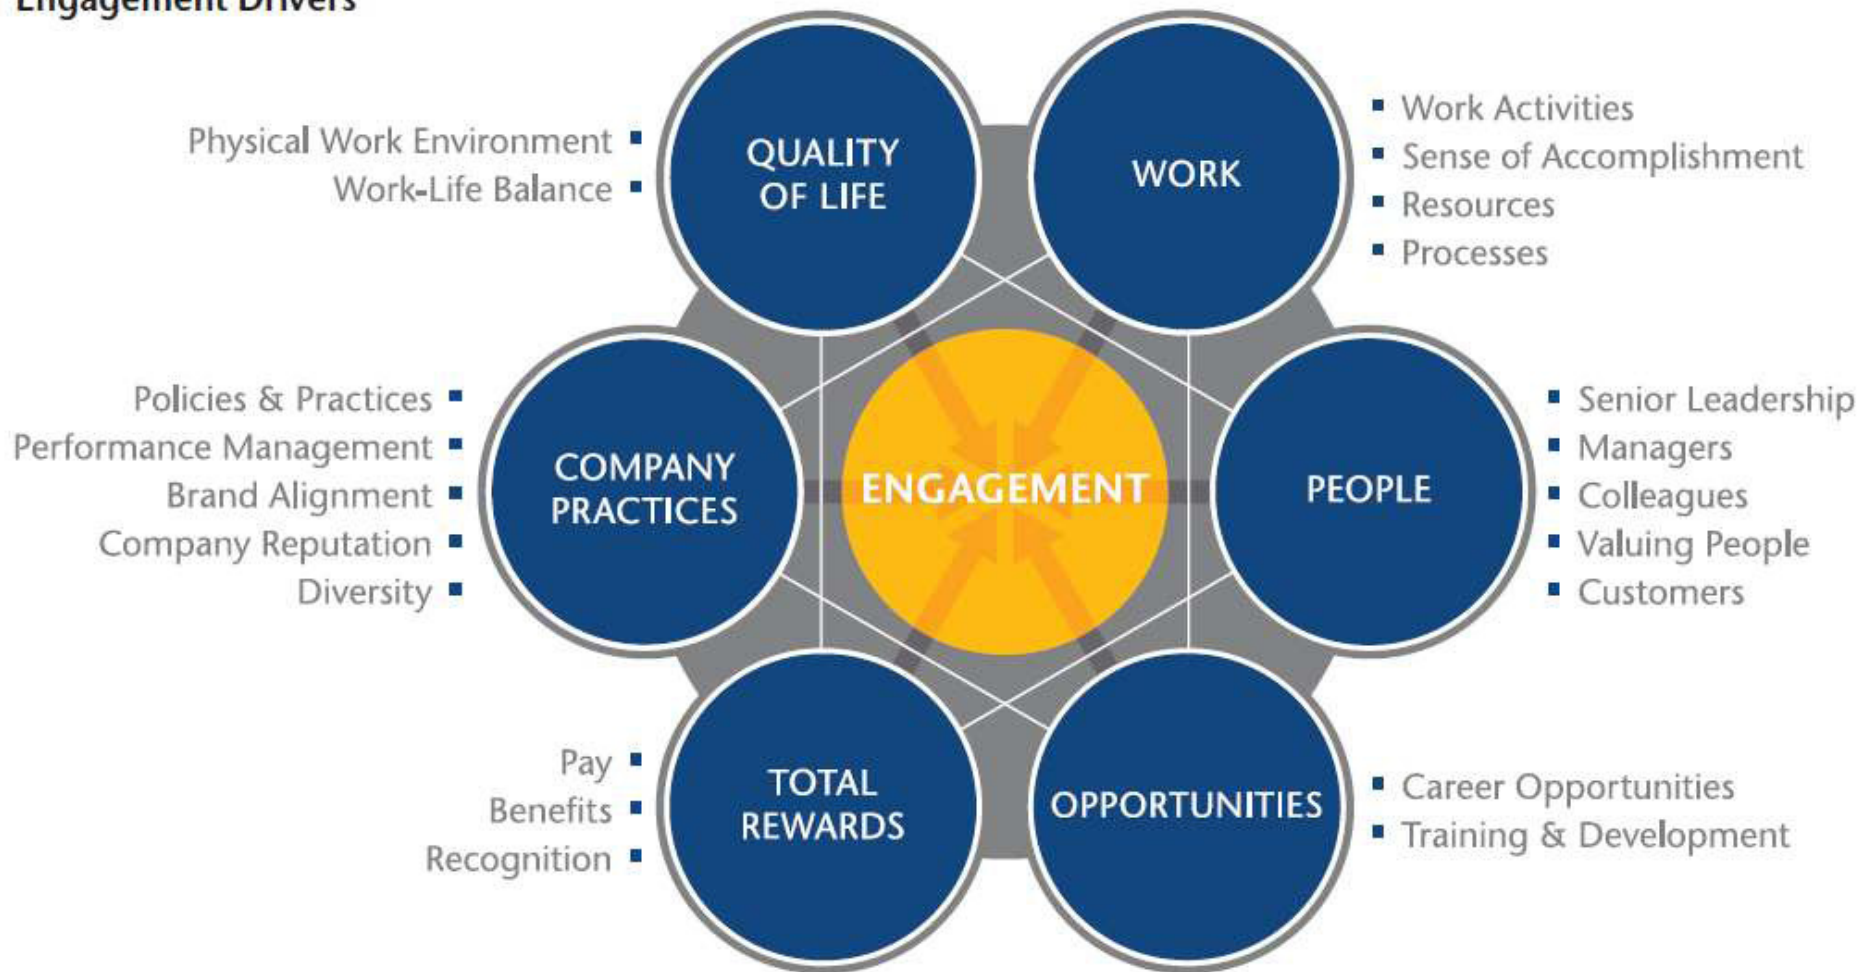 Engagement Drivers
Physical Work Environment
Work-Life Balance
QUALITY
OF LIFE
WORK
Work Activities
Sense of Accomplishment
Resources
Processes
Policies & Practices
Performance Management
Brand Alignment
Company Reputation
Diversity
COMPANY
PRACTICES
ENGAGEMENT
PEOPLE
Senior Leadership
Managers
Colleagues
Valuing People
Customers
Pay
Benefits
Recognition
TOTAL
REWARDS
OPPORTUNITIES
Career Opportunities
Training & Development